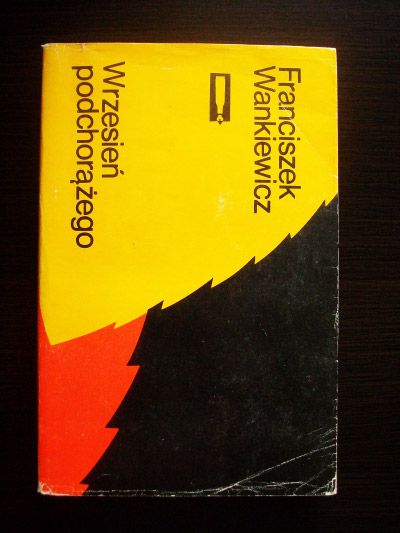 Franciszek
Wankiewicz
Wrzesień
podchorążego